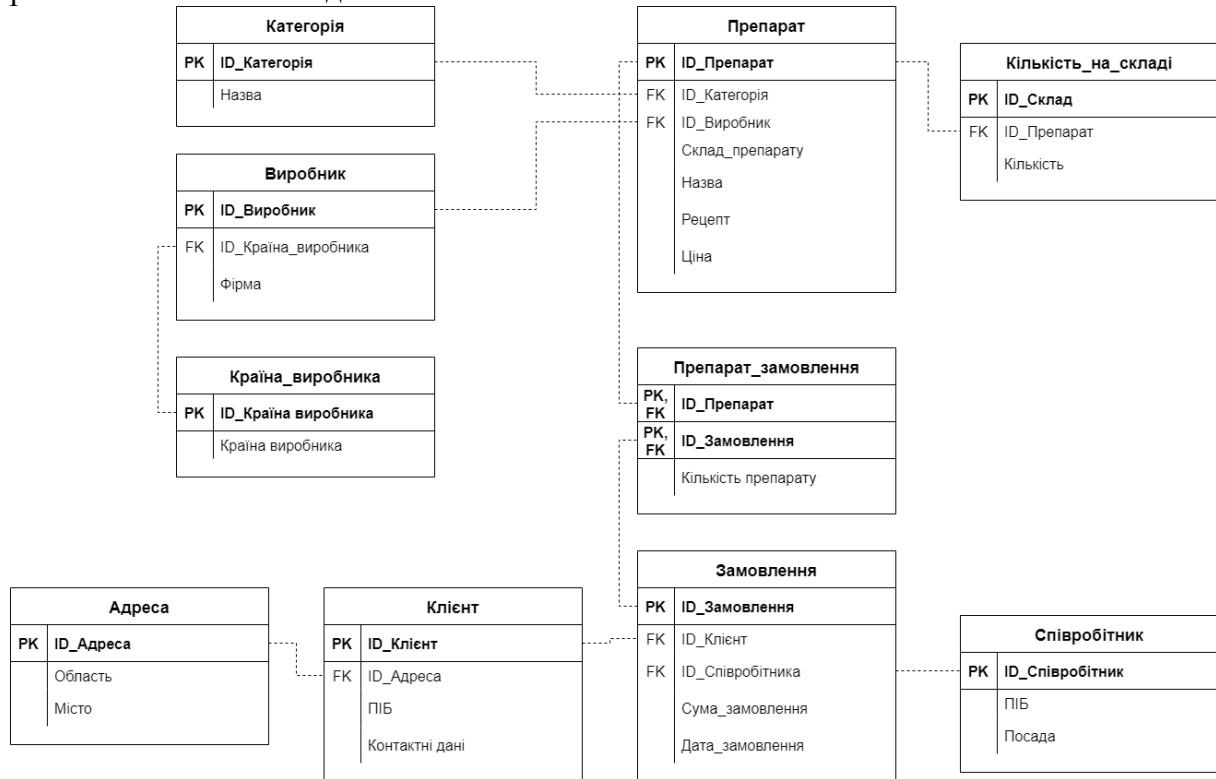 Категорія
PK ID_Категорія
Назва
Виробник
PK ID_Виробник
FK ID_Країна_виробника
Фірма
Країна_виробника
PK ID_Країна виробника
Країна виробника
Препарат
PK ID_Препарат
FK ID_Категорія
FK ID_Виробник
Склад_препарату
Назва
Рецепт
Ціна
Кількість_на_складі
PK ID_Склад
FK ID_Препарат
Кількість
Препарат_замовлення
PK, FK ID_Препарат
PK, FK ID_Замовлення
Кількість препарату
Адреса
PK ID_Адреса
Область
Місто
Клієнт
PK ID_Клієнт
FK ID_Адреса
ПІБ
Контактні дані
Замовлення
PK ID_Замовлення
FK ID_Клієнт
FK ID_Співробітника
Сума_замовлення
Дата_замовлення
Співробітник
PK ID_Співробітник
ПІБ
Посада